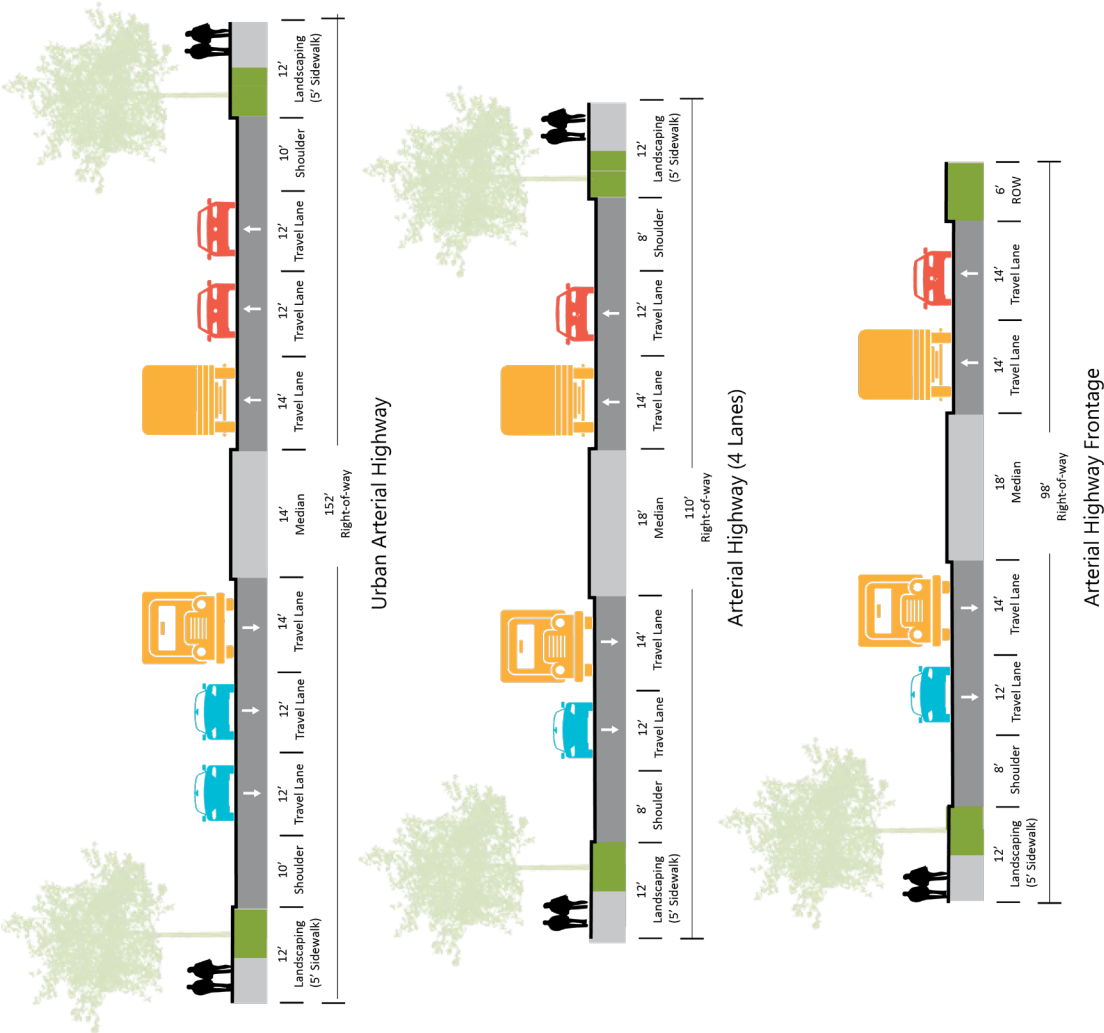 12'
Landscaping
(5' Sidewalk)
10'
Shoulder
12'
Travel Lane
12'
Travel Lane
14'
Travel Lane
14'
Median
14'
Travel Lane
12'
Travel Lane
12'
Travel Lane
10'
Shoulder
12'
Landscaping
(5' Sidewalk)
152'
Right-of-way
Urban Arterial Highway
12'
Landscaping
(5' Sidewalk)
8'
Shoulder
12'
Travel Lane
14'
Travel Lane
18'
Median
14'
Travel Lane
12'
Travel Lane
8'
Shoulder
12'
Landscaping
(5' Sidewalk)
110'
Right-of-way
Arterial Highway (4 Lanes)
12'
Landscaping
(5' Sidewalk)
8'
Shoulder
12'
Travel Lane
14'
Travel Lane
18'
Median
14'
Travel Lane
14'
Travel Lane
6'
ROW
98'
Right-of-way
Arterial Highway Frontage